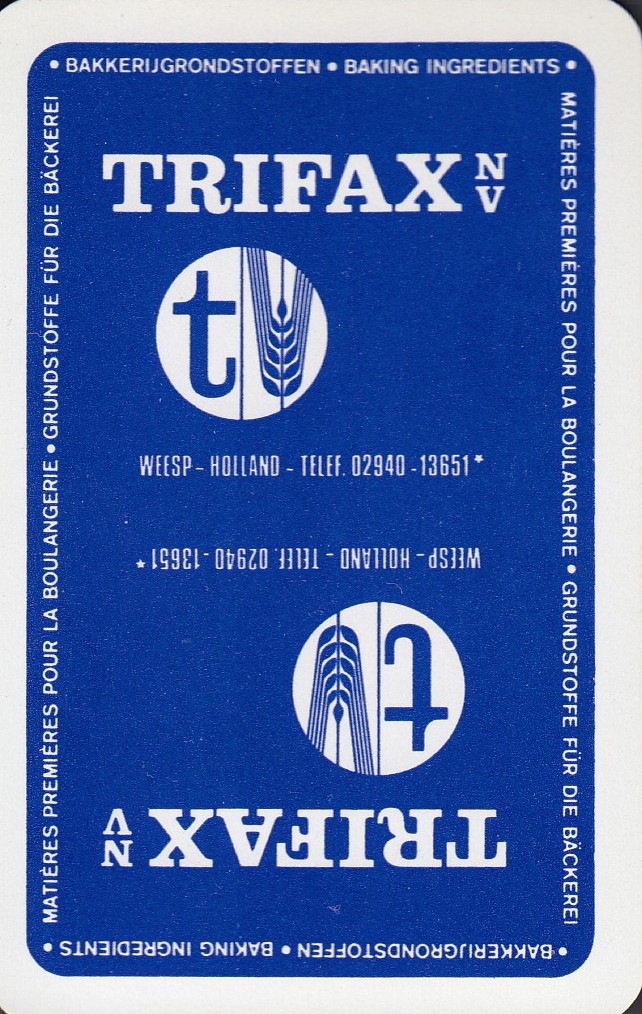 • BAKKERIJGRONDSTOFFEN • BAKING INGREDIENTS •
MATIÈRES PREMIÈRES POUR LA BOULANGERIE • GRUNDSTOFFE FÜR DIE BÄCKEREI
MATIÈRES PREMIÈRES POUR LA BOULANGERIE • GRUNDSTOFFE FÜR DIE BÄCKEREI
TRIFAX NV
t
WEESP - HOLLAND - TELEF. 02940 - 13651 *
WEESP - HOLLAND - TELEF. 02940 - 13651 *
t
TRIFAX NV
• BAKKERIJGRONDSTOFFEN • BAKING INGREDIENTS •